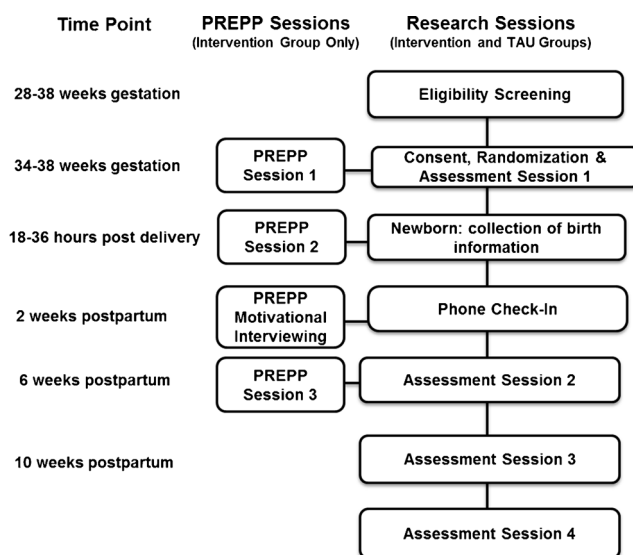 Time Point
PREPP Sessions
(Intervention Group Only)
Research Sessions
(Intervention and TAU Groups)
28-38 weeks gestation
Eligibility Screening
34-38 weeks gestation
PREPP
Session 1
Consent, Randomization &
Assessment Session 1
18-36 hours post delivery
PREPP
Session 2
Newborn: collection of birth
information
2 weeks postpartum
PREPP
Motivational
Interviewing
Phone Check-In
6 weeks postpartum
PREPP
Session 3
Assessment Session 2
10 weeks postpartum
Assessment Session 3
Assessment Session 4